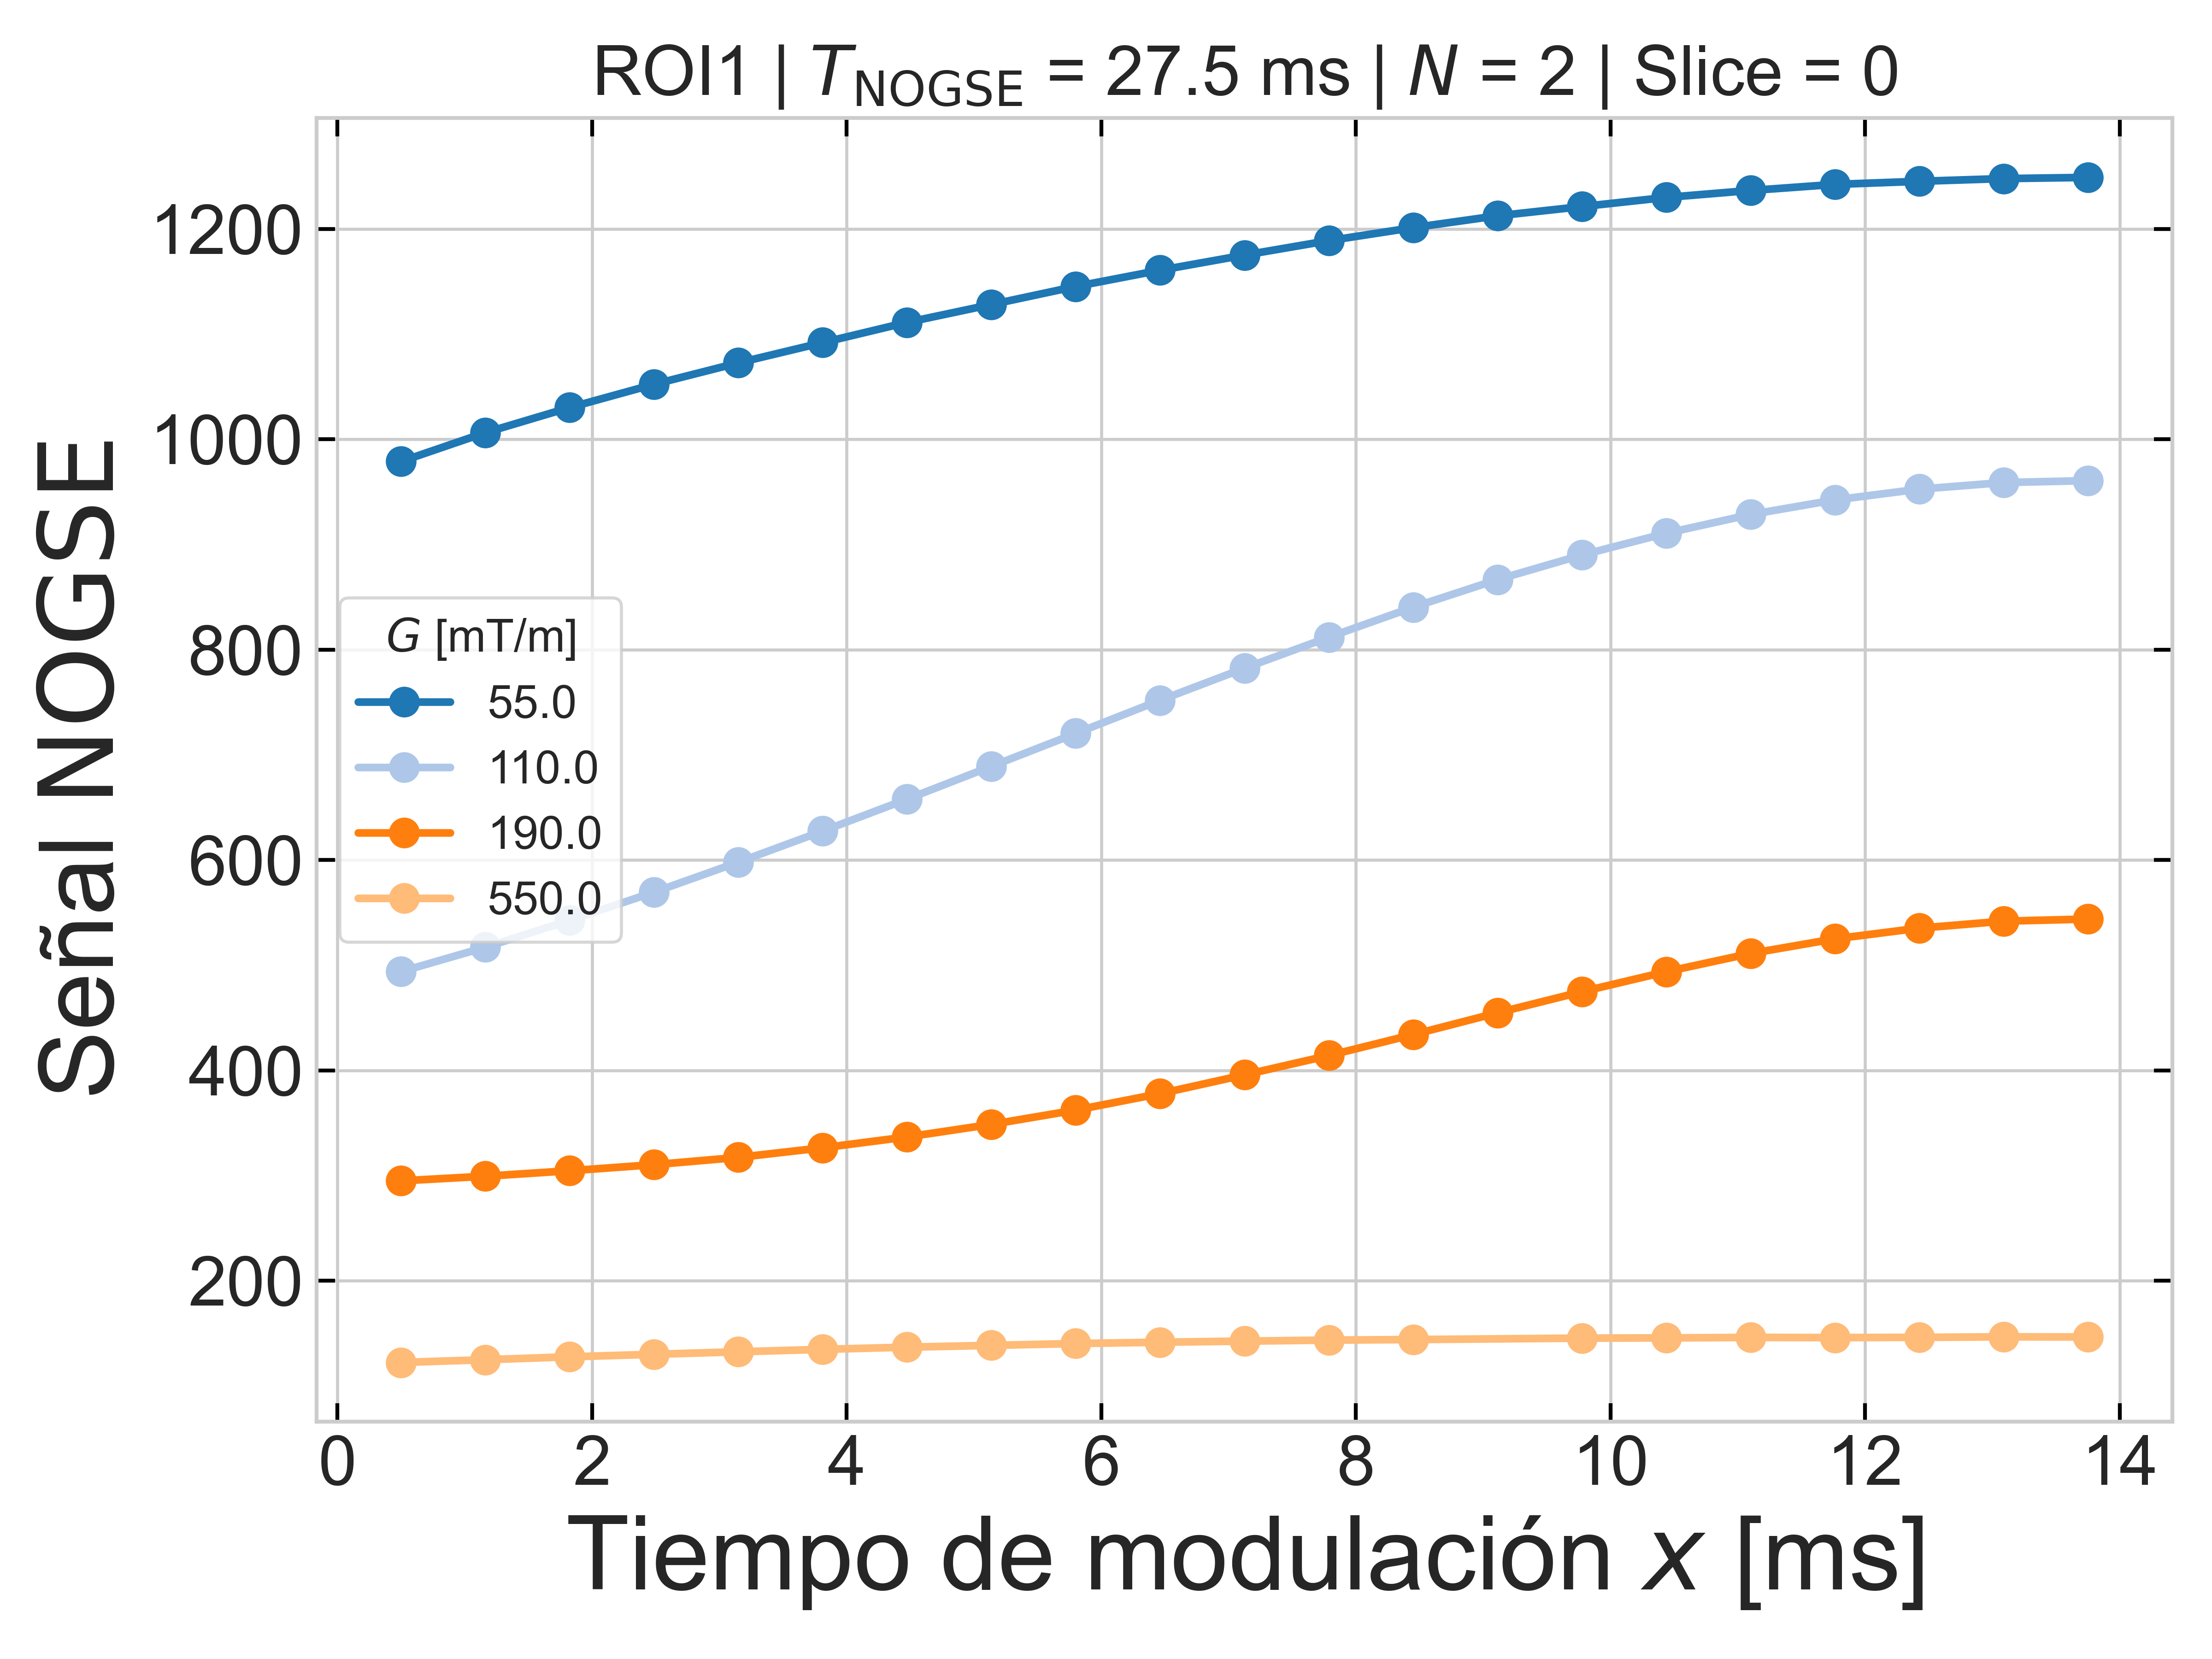 ROI1 | T_NOGSE = 27.5 ms | N = 2 | Slice = 0
Señal NOGSE
1200
1000
800
600
400
200
G [mT/m]
55.0
110.0
190.0
550.0
0 2 4 6 8 10 12 14
Tiempo de modulación x [ms]